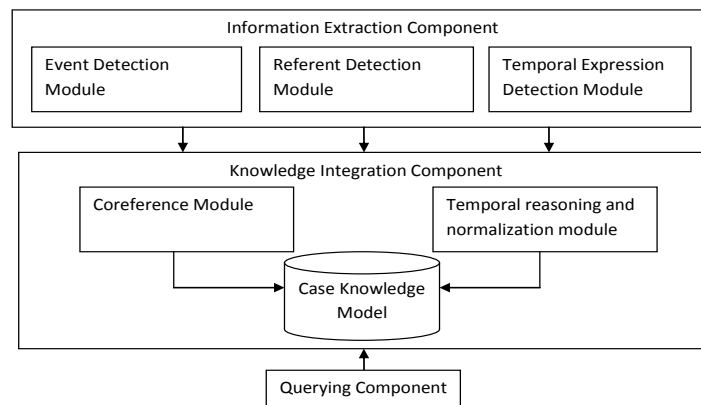 Information Extraction Component
Event Detection
Module
Referent Detection
Module
Temporal Expression
Detection Module
Knowledge Integration Component
Coreference Module
Temporal reasoning and
normalization module
Case Knowledge
Model
Querying Component